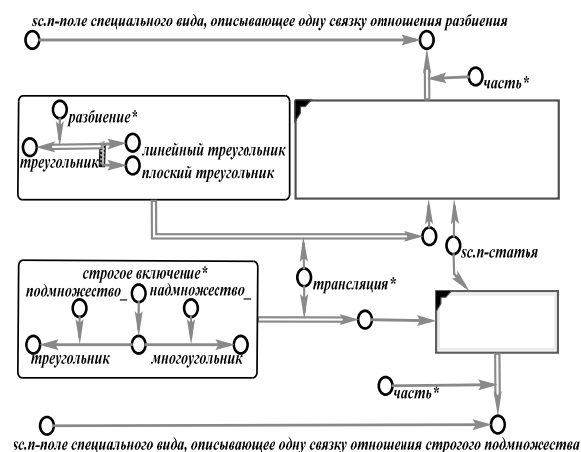 sc.n-поле специального вида, описывающее одну связку отношения разбиения
часть*
разбиение*
линейный треугольник
треугольник
плоский треугольник
sc.n-статья
строгое включение*
трансляция*
подмножество_ надмножество_
треугольник многоугольник
часть*
sc.n-поле специального вида, описывающее одну связку отношения строгого подмножества